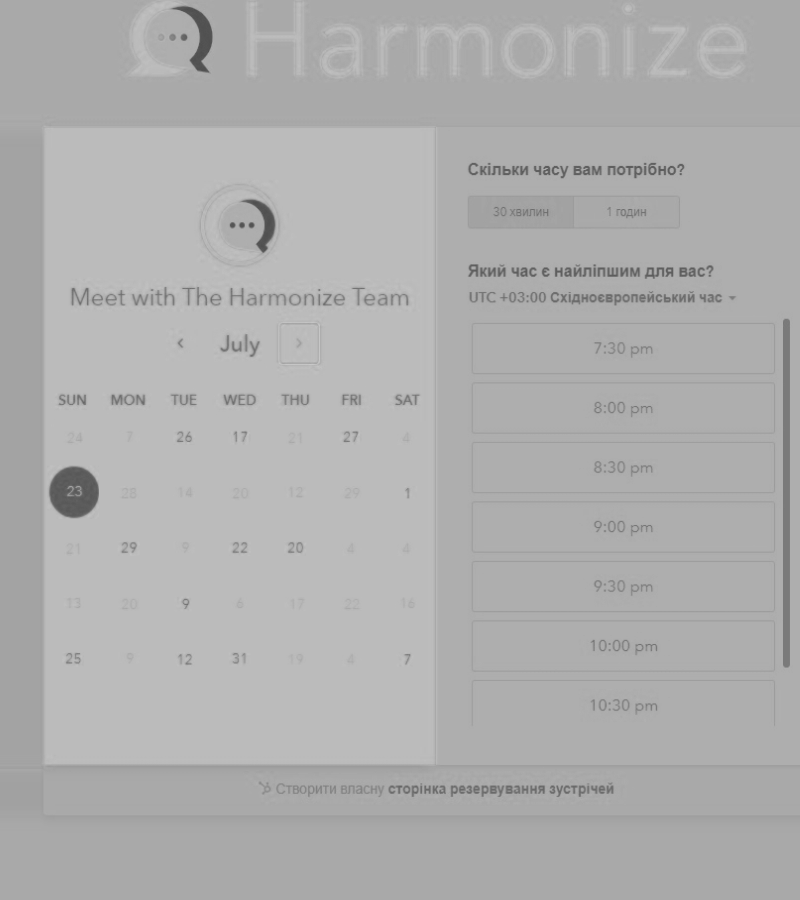 Harmonize
Meet with The Harmonize Team
July
SUN MON TUE WED THU FRI SAT
24 7 26 17 21 27 4
23 28 14 20 12 29 1
21 29 9 22 20 4 4
13 20 9 6 17 22 16
25 9 12 31 19 4 7
Скільки часу вам потрібно?
30 хвилин 1 годин
Який час є найліпшим для вас?
UTC +03:00 Східноєвропейський час
7:30 pm
8:00 pm
8:30 pm
9:00 pm
9:30 pm
10:00 pm
10:30 pm
Створити власну сторінка резервування зустрічей